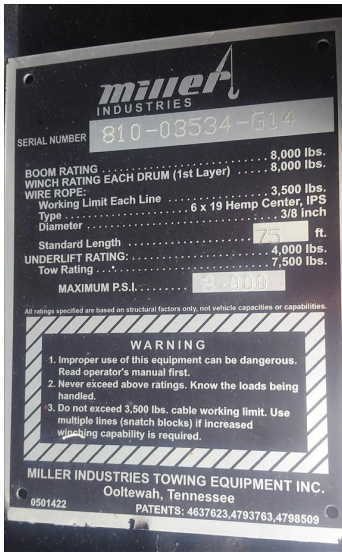 miller
INDUSTRIES
SERIAL NUMBER 810-03534-G14
BOOM RATING ........................ 8,000 lbs.
WINCH RATING EACH DRUM (1st Layer) ....... 8,000 lbs.
WIRE ROPE:
Working Limit Each Line ................ 3,500 lbs.
Type .................. 6 x 19 Hemp Center, IPS
Diameter ........................ 3/8 inch
Standard Length .................. 75 ft.
UNDERLIFT RATING: ................... 4,000 lbs.
Tow Rating ........................ 7,500 lbs.
MAXIMUM P.S.I. .........
All ratings specified are based on structural factors only, not vehicle capacities or capabilities.
WARNING
1. Improper use of this equipment can be dangerous.
Read operator's manual first.
2. Never exceed above ratings. Know the loads being
handled.
3. Do not exceed 3,500 lbs. cable working limit. Use
multiple lines (snatch blocks) if increased
winching capability is required.
MILLER INDUSTRIES TOWING EQUIPMENT INC.
Ooltewah, Tennessee
0501422 PATENTS: 4637623,4793763,4798509